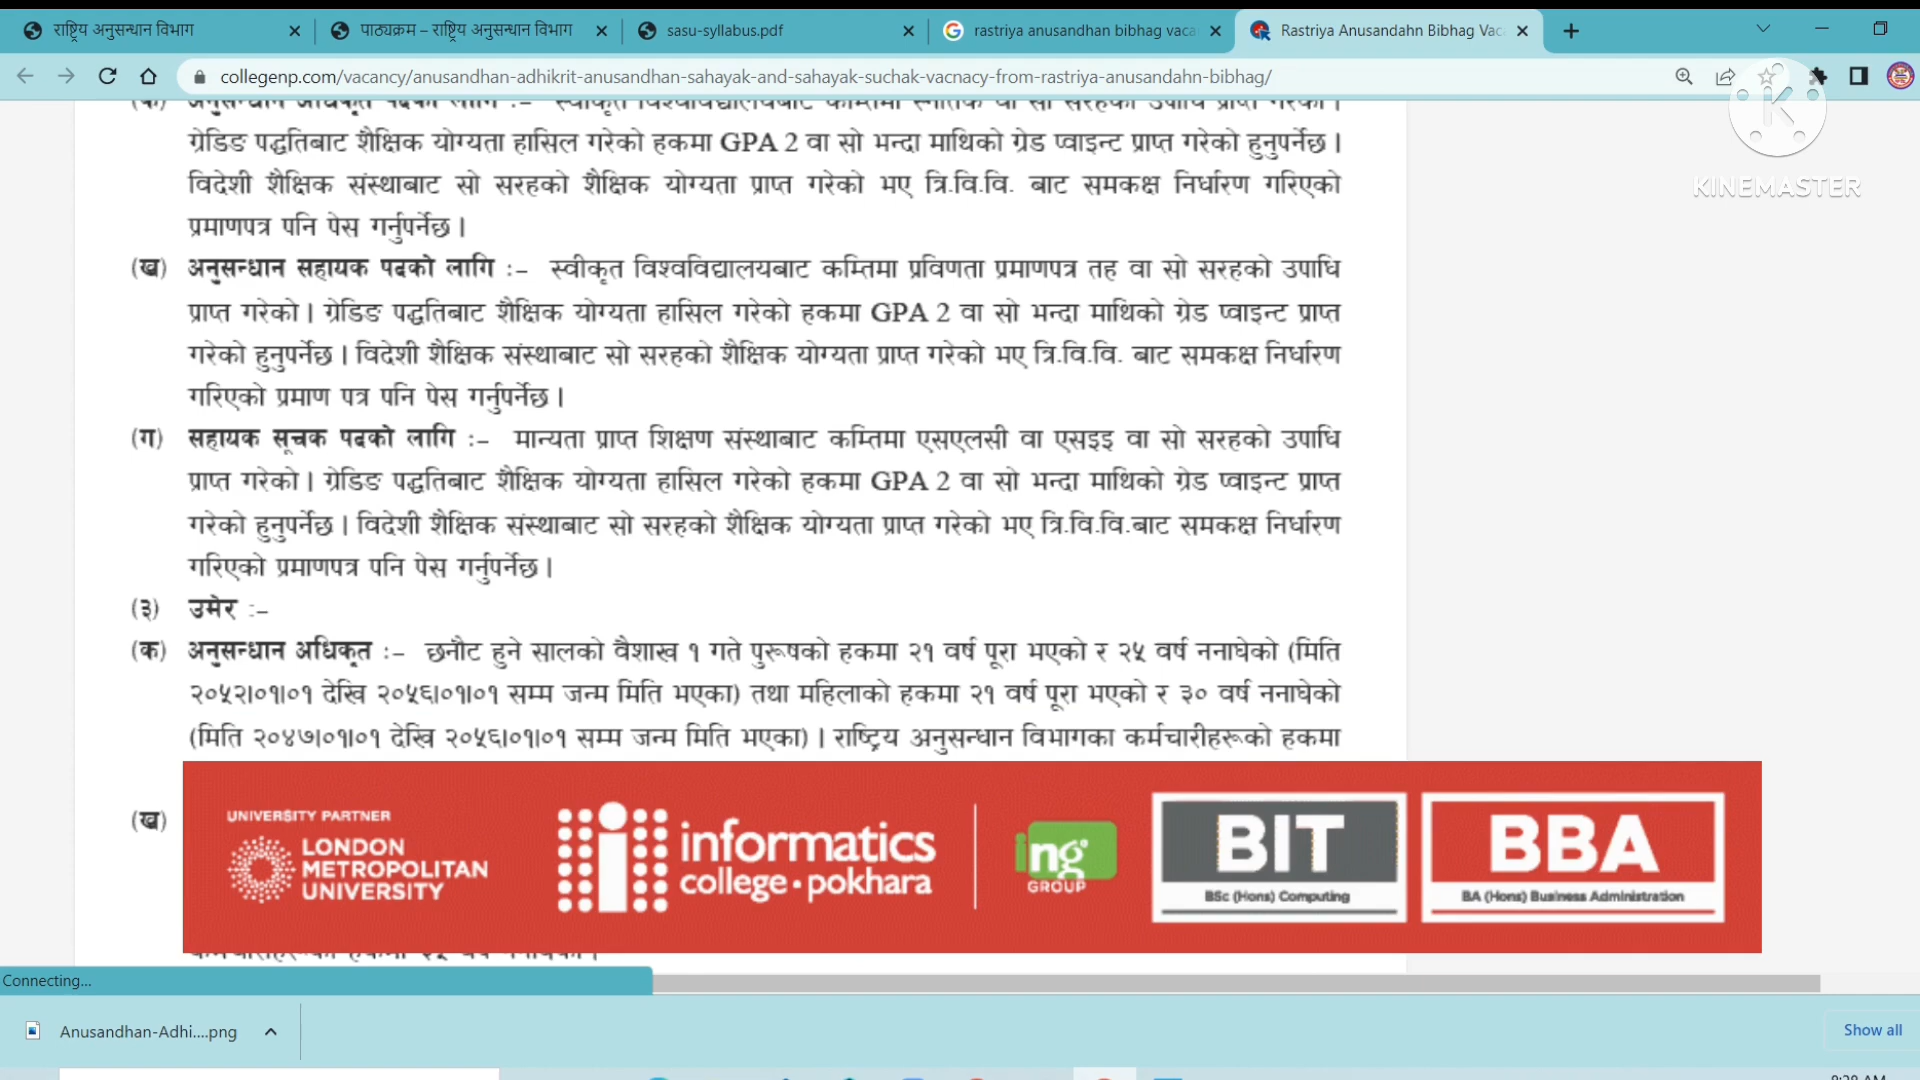 राष्ट्रिय अनुसन्धान विभाग
पाठ्यक्रम – राष्ट्रिय अनुसन्धान विभाग
sasu-syllabus.pdf
rastriya anusandhan bibhag vaca
Rastriya Anusandahn Bibhag Vac
collegenp.com/vacancy/anusandhan-adhikrit-anusandhan-sahayak-and-sahayak-suchak-vacnacy-from-rastriya-anusandahn-bibhag/
K
KINEMASTER
(क) अनुसन्धान अधिकृत पदको लागि :– स्वीकृत विश्वविद्यालयबाट कम्तिमा स्नातक वा सो सरहको उपाधि प्राप्त गरेको ।
ग्रेडिङ पद्धतिबाट शैक्षिक योग्यता हासिल गरेको हकमा GPA 2 वा सो भन्दा माथिको ग्रेड प्वाइन्ट प्राप्त गरेको हुनुपर्नेछ ।
विदेशी शैक्षिक संस्थाबाट सो सरहको शैक्षिक योग्यता प्राप्त गरेको भए त्रि.वि.वि. बाट समकक्ष निर्धारण गरिएको
प्रमाणपत्र पनि पेस गर्नुपर्नेछ ।
(ख) अनुसन्धान सहायक पदको लागि :– स्वीकृत विश्वविद्यालयबाट कम्तिमा प्रविणता प्रमाणपत्र तह वा सो सरहको उपाधि
प्राप्त गरेको । ग्रेडिङ पद्धतिबाट शैक्षिक योग्यता हासिल गरेको हकमा GPA 2 वा सो भन्दा माथिको ग्रेड प्वाइन्ट प्राप्त
गरेको हुनुपर्नेछ । विदेशी शैक्षिक संस्थाबाट सो सरहको शैक्षिक योग्यता प्राप्त गरेको भए त्रि.वि.वि. बाट समकक्ष निर्धारण
गरिएको प्रमाण पत्र पनि पेस गर्नुपर्नेछ ।
(ग) सहायक सूचक पदको लागि :– मान्यता प्राप्त शिक्षण संस्थाबाट कम्तिमा एसएलसी वा एसइइ वा सो सरहको उपाधि
प्राप्त गरेको । ग्रेडिङ पद्धतिबाट शैक्षिक योग्यता हासिल गरेको हकमा GPA 2 वा सो भन्दा माथिको ग्रेड प्वाइन्ट प्राप्त
गरेको हुनुपर्नेछ । विदेशी शैक्षिक संस्थाबाट सो सरहको शैक्षिक योग्यता प्राप्त गरेको भए त्रि.वि.वि.बाट समकक्ष निर्धारण
गरिएको प्रमाणपत्र पनि पेस गर्नुपर्नेछ ।
(३) उमेर :–
(क) अनुसन्धान अधिकृत :– छनौट हुने सालको वैशाख १ गते पुरूषको हकमा २१ वर्ष पूरा भएको र २५ वर्ष ननाघेको (मिति
२०५२।०१।०१ देखि २०५६।०१।०१ सम्म जन्म मिति भएका) तथा महिलाको हकमा २१ वर्ष पूरा भएको र ३० वर्ष ननाघेको
(मिति २०४७।०१।०१ देखि २०५६।०१।०१ सम्म जन्म मिति भएका) । राष्ट्रिय अनुसन्धान विभागका कर्मचारीहरूको हकमा
(ख)
UNIVERSITY PARTNER
LONDON
METROPOLITAN
UNIVERSITY
informatics
college • pokhara
ing
GROUP
BIT
BSc (Hons) Computing
BBA
BA (Hons) Business Administration
Connecting...
Anusandhan-Adhi....png
Show all